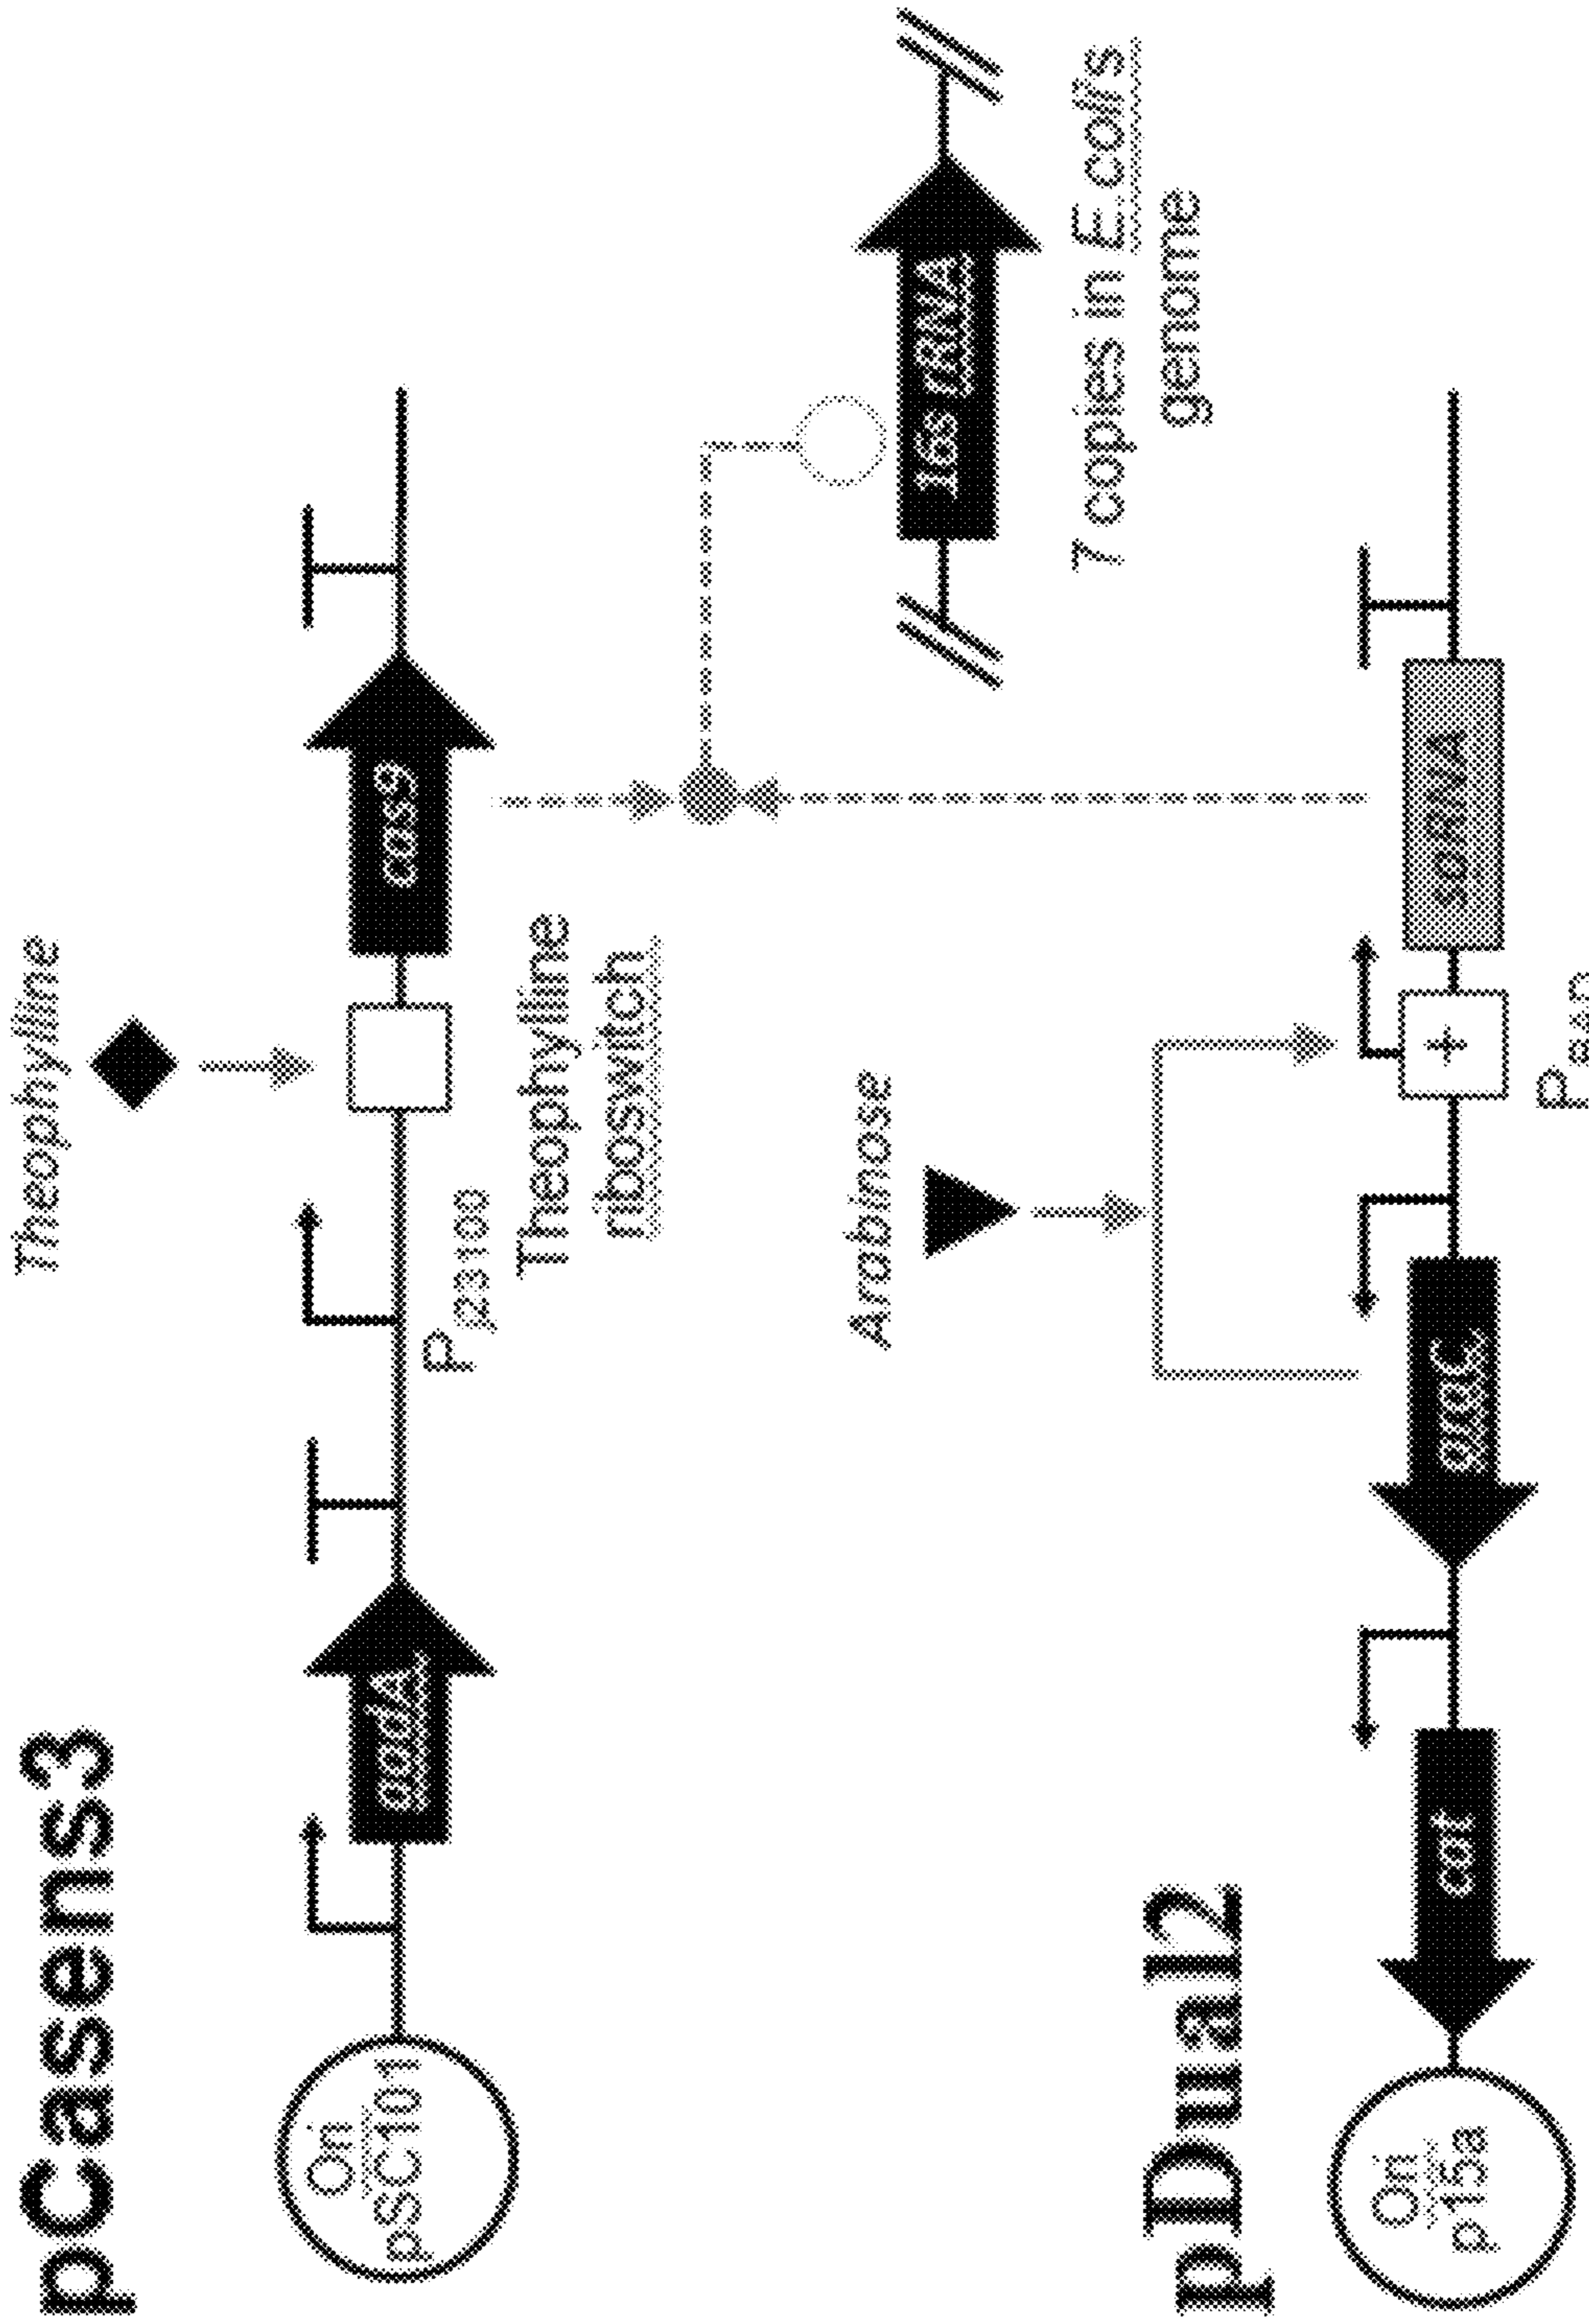 pCasens3
Theophylline
Ori
pSC101
aadA
P J23100
Theophylline
riboswitch
cas9
16s rRNA
7 copies in E.coli's
genome
pDual2
Arabinose
Ori
p15a
cat
araC
+